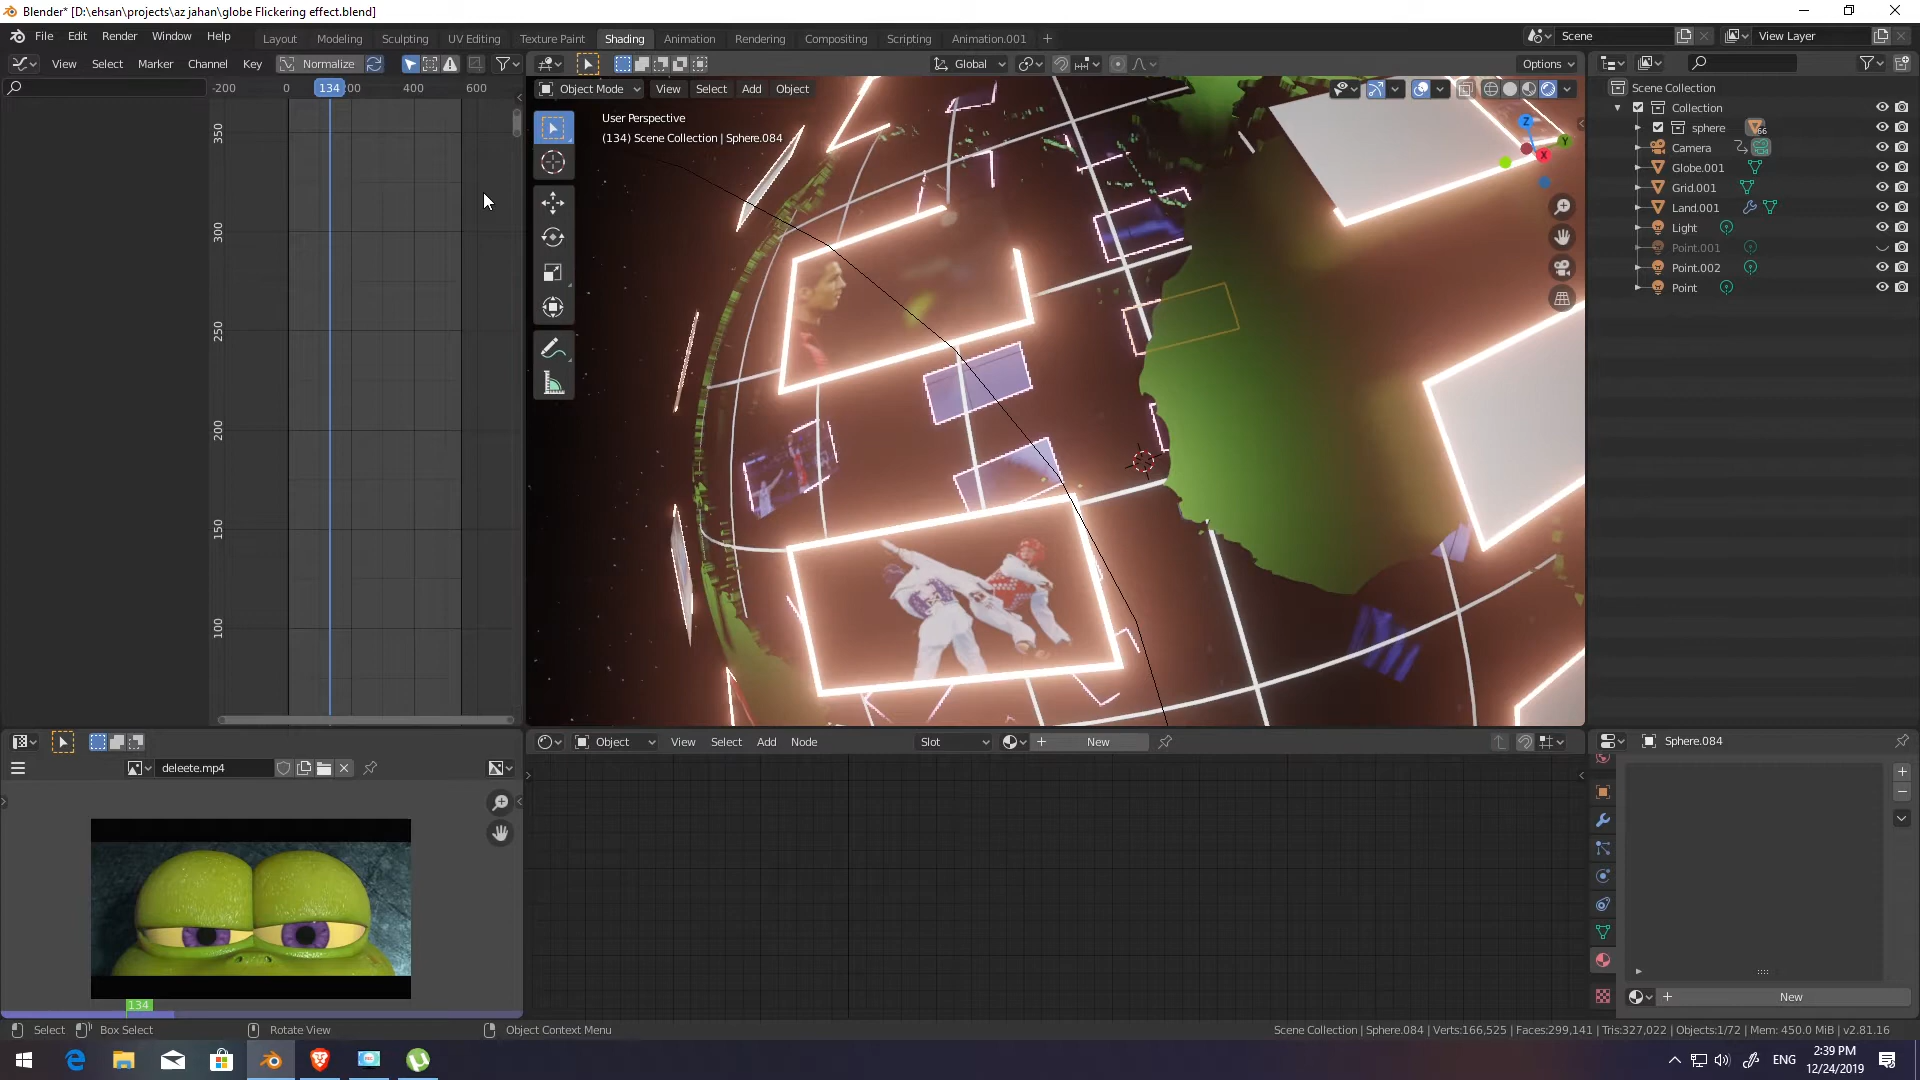 Blender* [D:\ehsan\projects\az jahan\globe Flickering effect.blend]
File Edit Render Window Help
Layout Modeling Sculpting UV Editing Texture Paint Shading Animation Rendering Compositing Scripting Animation.001 +
Scene View Layer
View Select Marker Channel Key Normalize
Global Options
-200 0 134 200 400 600
Object Mode View Select Add Object
User Perspective
(134) Scene Collection | Sphere.084
Z
Y
X
350
300
250
200
150
100
Scene Collection
Collection
sphere 66
Camera
Globe.001
Grid.001
Land.001
Light
Point.001
Point.002
Point
Object View Select Add Node Slot New
Sphere.084
deleete.mp4
134
New
Select Box Select Rotate View Object Context Menu
Scene Collection | Sphere.084 | Verts:166,525 | Faces:299,141 | Tris:327,022 | Objects:1/72 | Mem: 450.0 MiB | v2.81.16
ENG
2:39 PM
12/24/2019